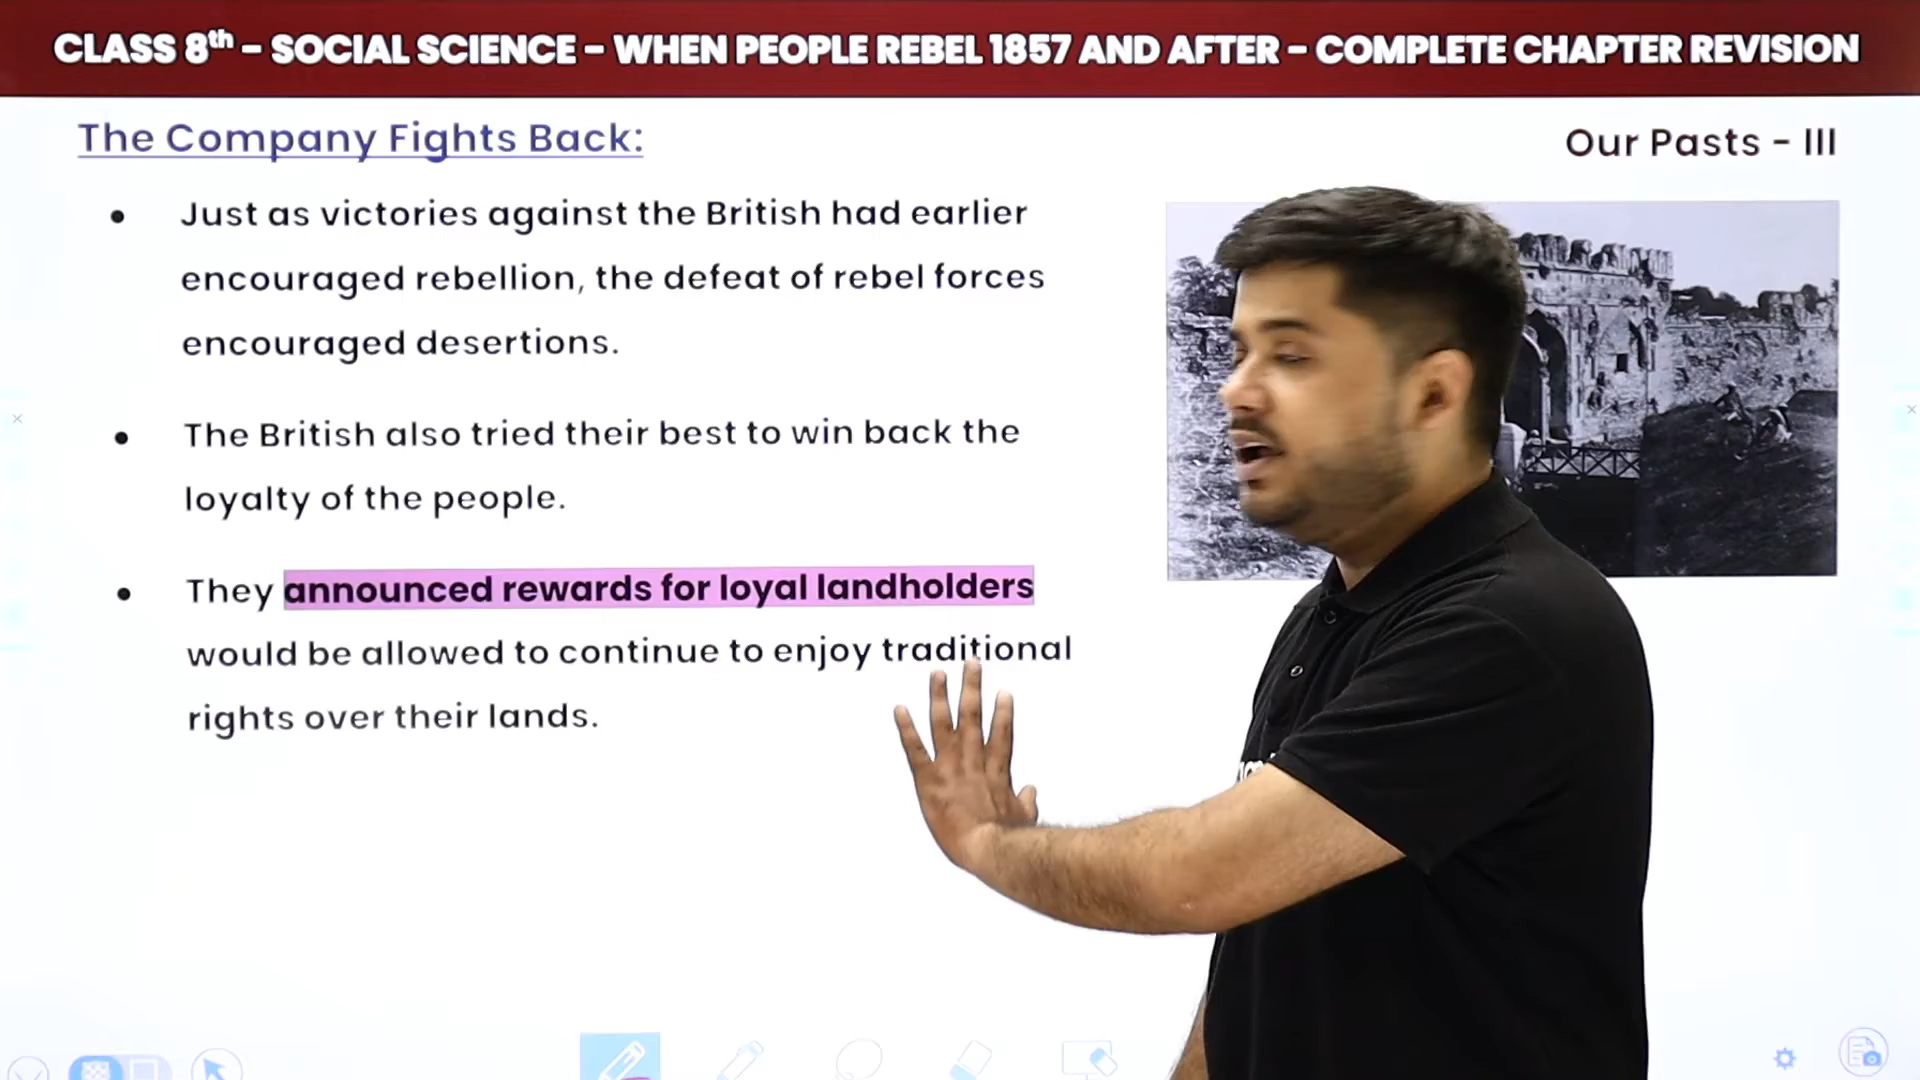 CLASS 8th – SOCIAL SCIENCE – WHEN PEOPLE REBEL 1857 AND AFTER – COMPLETE CHAPTER REVISION
The Company Fights Back:
Our Pasts - III
• Just as victories against the British had earlier
encouraged rebellion, the defeat of rebel forces
encouraged desertions.
• The British also tried their best to win back the
loyalty of the people.
• They announced rewards for loyal landholders
would be allowed to continue to enjoy traditional
rights over their lands.